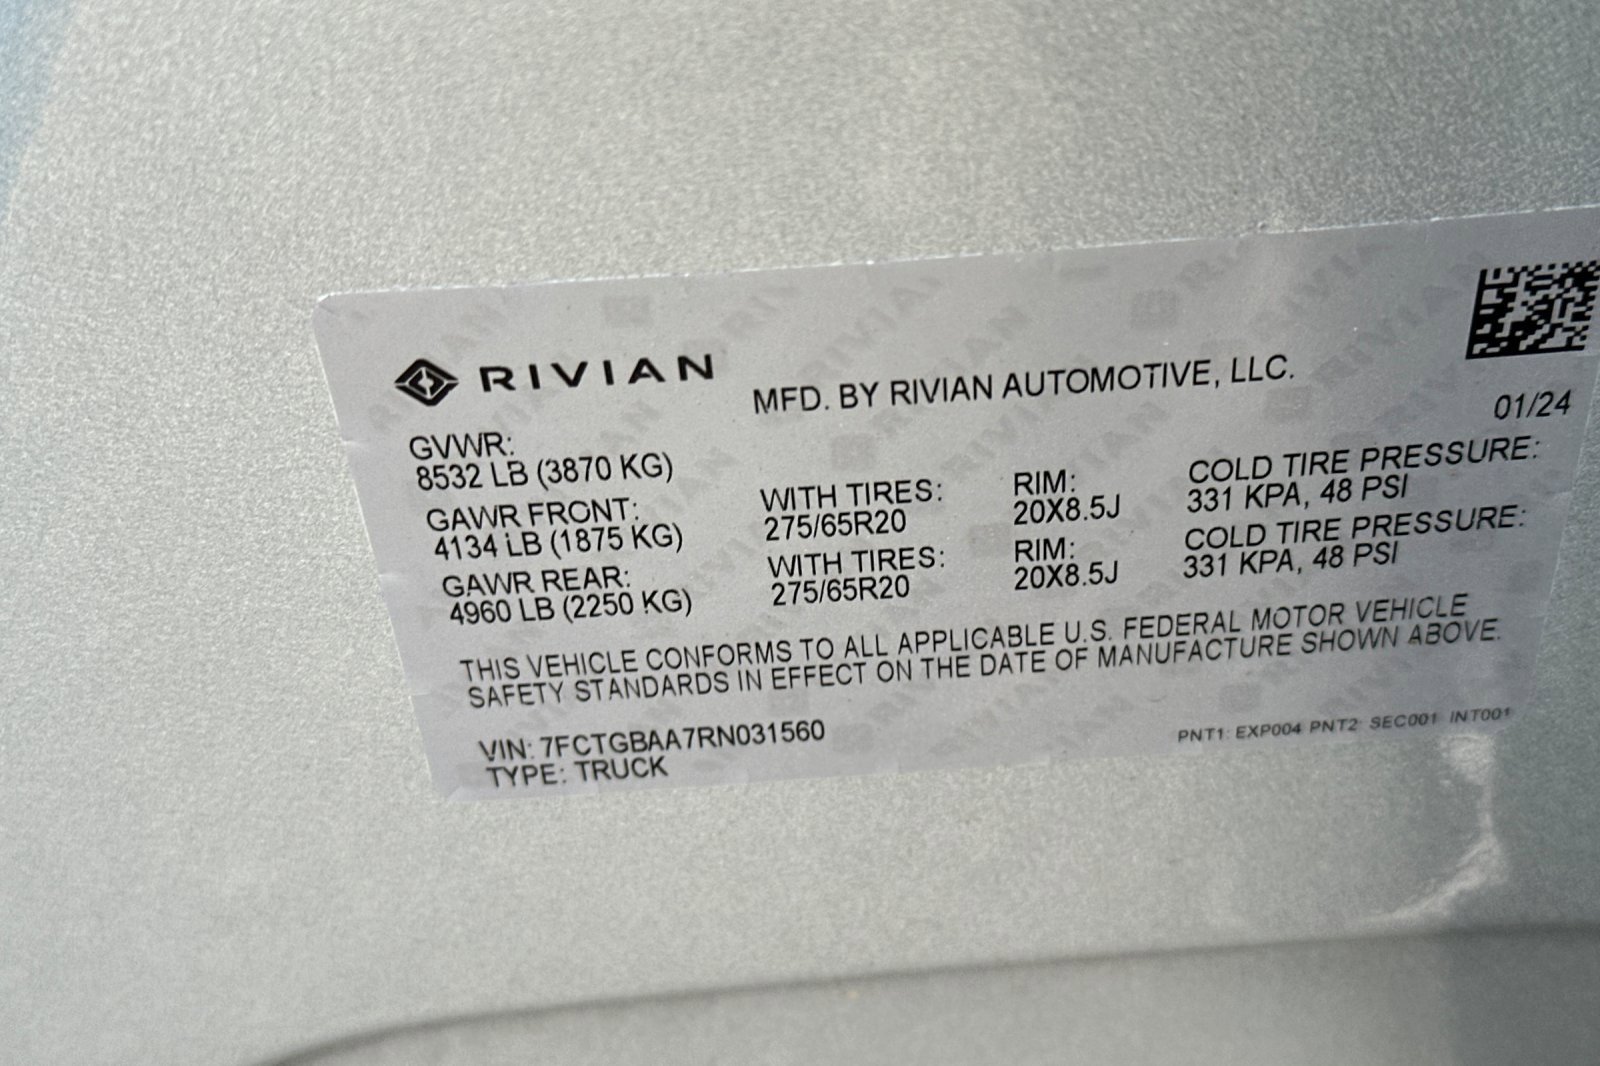 RIVIAN
MFD. BY RIVIAN AUTOMOTIVE, LLC.
01/24
GVWR:
8532 LB (3870 KG)
GAWR FRONT:
4134 LB (1875 KG)
WITH TIRES:
275/65R20
RIM:
20X8.5J
COLD TIRE PRESSURE:
331 KPA, 48 PSI
GAWR REAR:
4960 LB (2250 KG)
WITH TIRES:
275/65R20
RIM:
20X8.5J
COLD TIRE PRESSURE:
331 KPA, 48 PSI
THIS VEHICLE CONFORMS TO ALL APPLICABLE U.S. FEDERAL MOTOR VEHICLE
SAFETY STANDARDS IN EFFECT ON THE DATE OF MANUFACTURE SHOWN ABOVE.
VIN: 7FCTGBAA7RN031560
TYPE: TRUCK
PNT1: EXP004 PNT2: SEC001 INT001